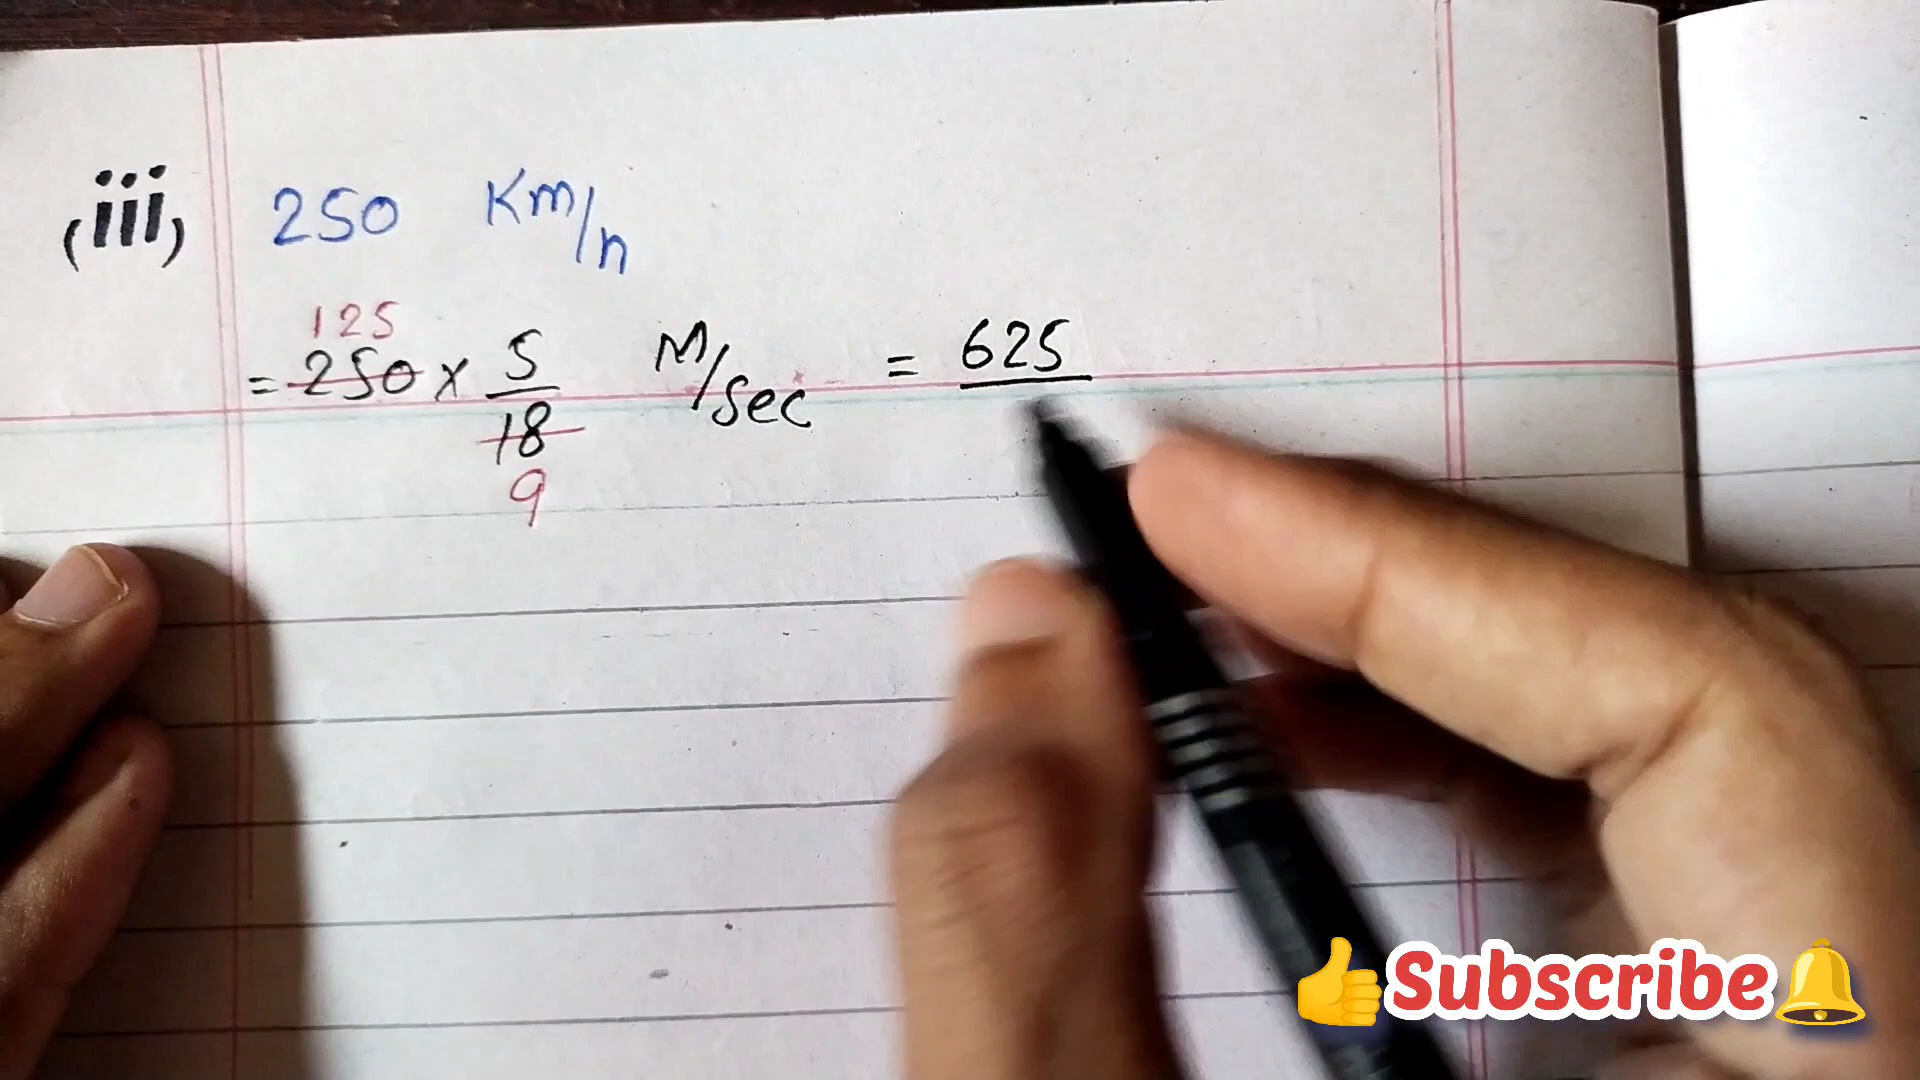 (iii) 250 Km/h
125
= 250 × 5/18 M/sec = 625
9
Subscribe